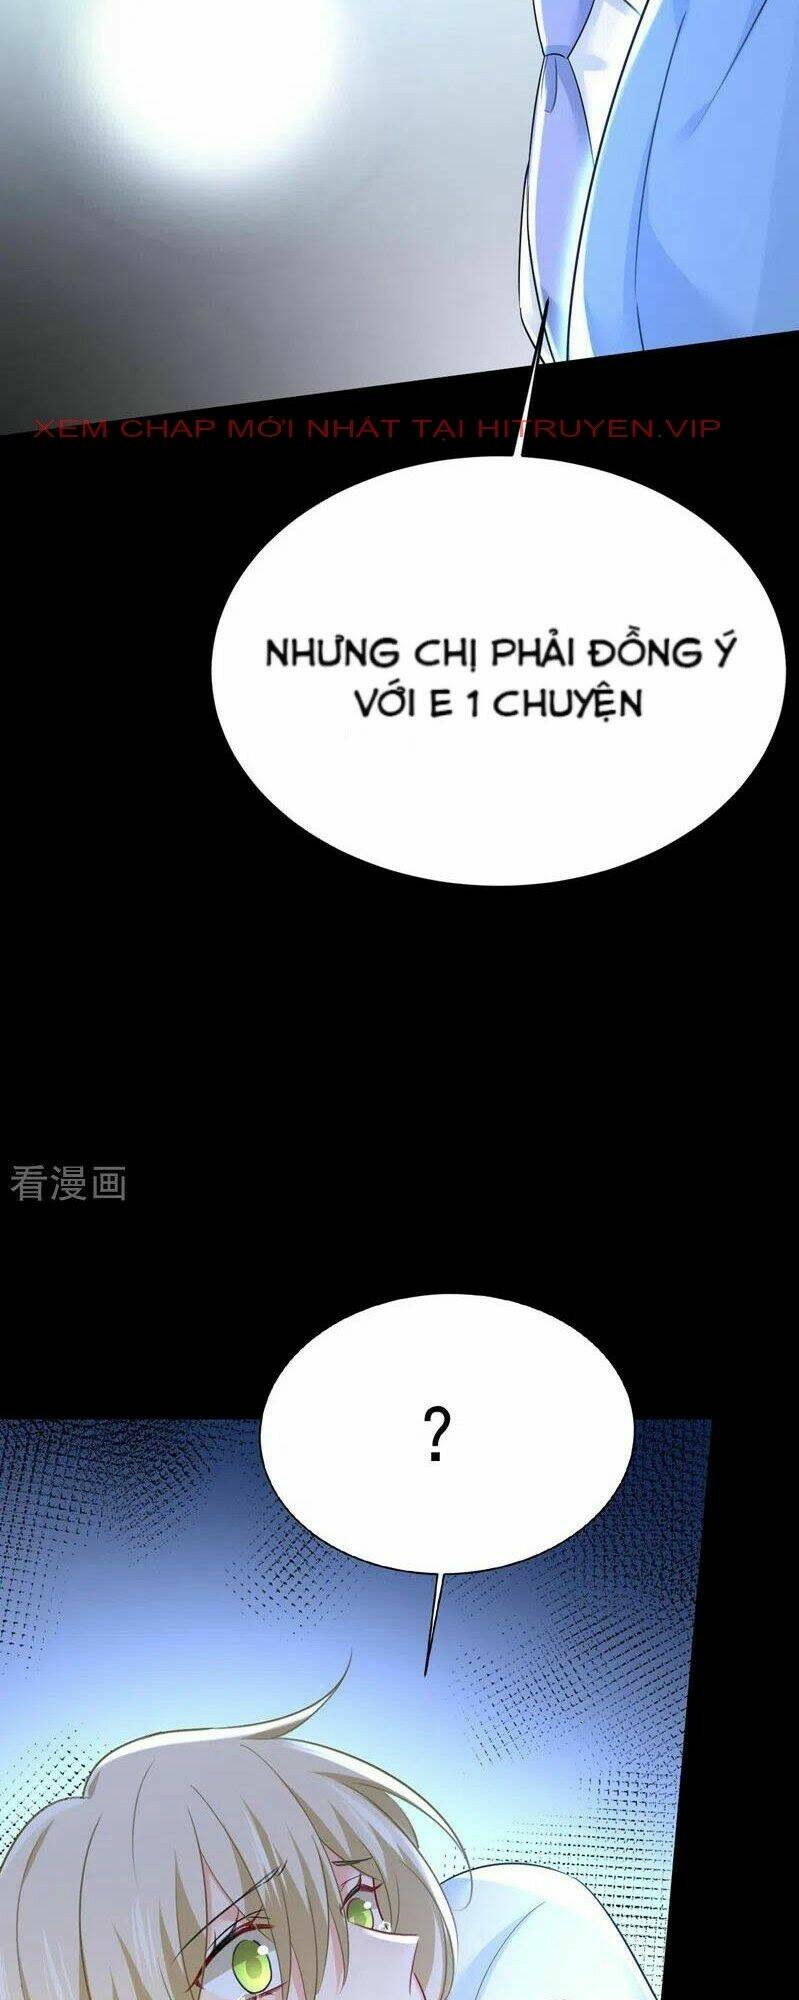 XEM CHAP MỚI NHẤT TẠI HITRUYEN.VIP
NHƯNG CHỊ PHẢI ĐỒNG Ý
VỚI E 1 CHUYỆN
看漫画
?